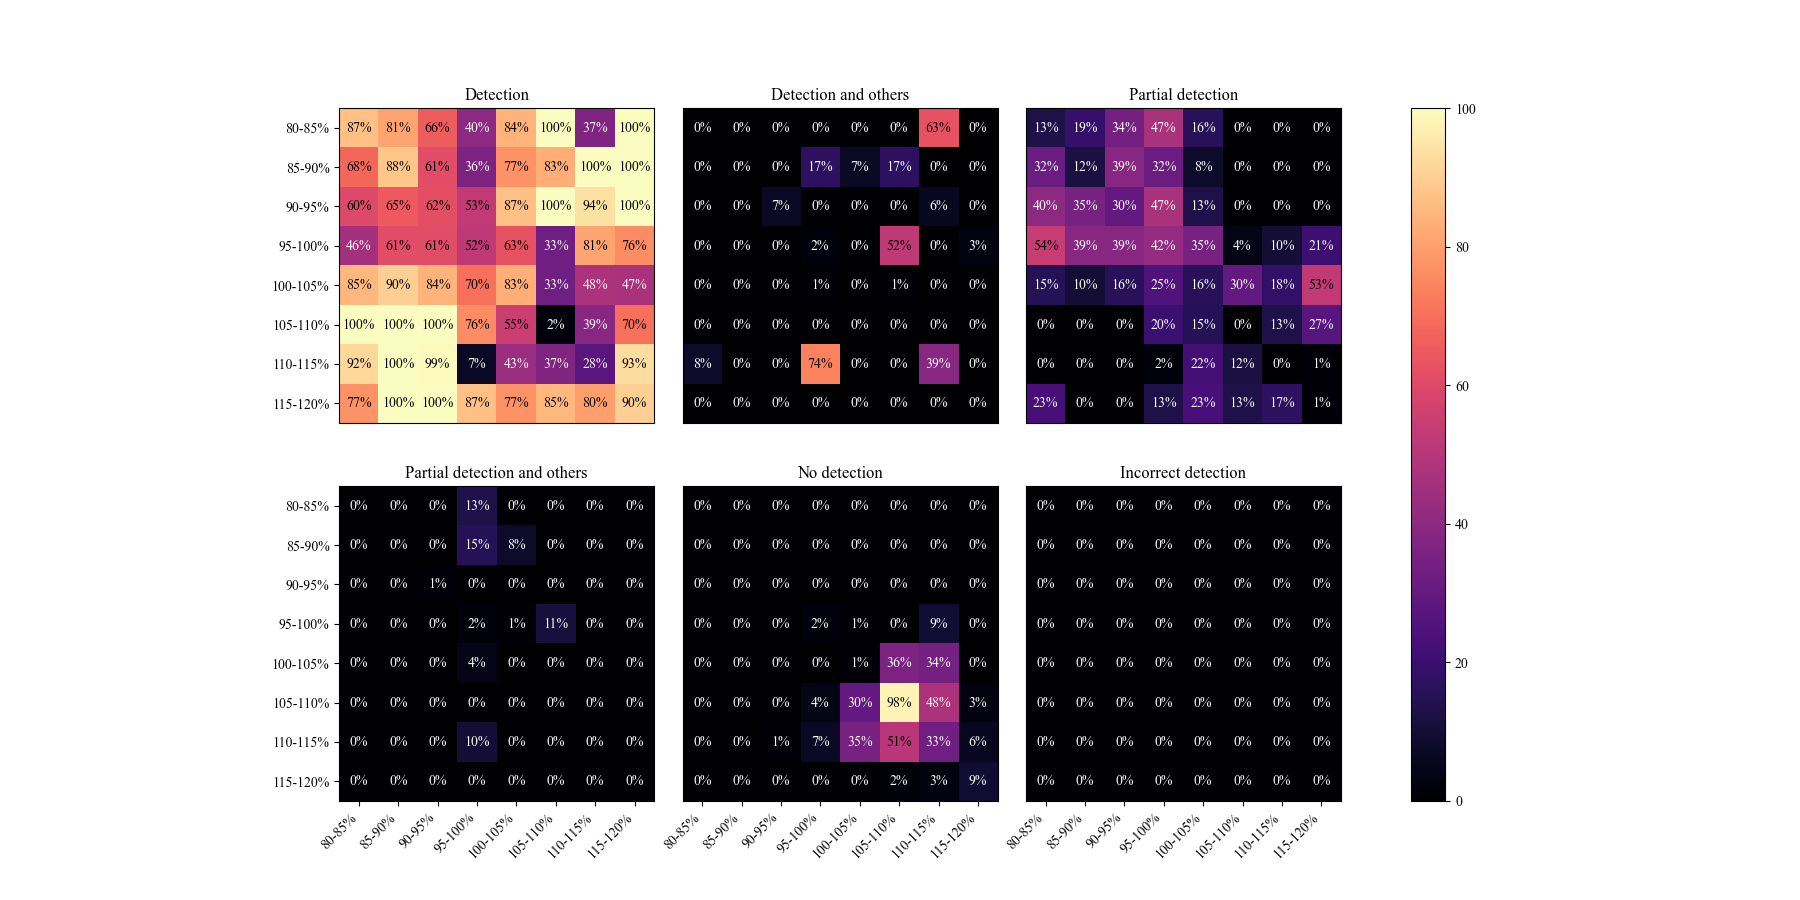 Detection
Detection and others
Partial detection
80-85% 87% 81% 66% 40% 84% 100% 37% 100% 0% 0% 0% 0% 0% 0% 63% 0% 13% 19% 34% 47% 16% 0% 0% 0%
85-90% 68% 88% 61% 36% 77% 83% 100% 100% 0% 0% 0% 17% 7% 17% 0% 0% 32% 12% 39% 32% 8% 0% 0% 0%
90-95% 60% 65% 62% 53% 87% 100% 94% 100% 0% 0% 7% 0% 0% 0% 6% 0% 40% 35% 30% 47% 13% 0% 0% 0%
95-100% 46% 61% 61% 52% 63% 33% 81% 76% 0% 0% 0% 2% 0% 52% 0% 3% 54% 39% 39% 42% 35% 4% 10% 21%
100-105% 85% 90% 84% 70% 83% 33% 48% 47% 0% 0% 0% 1% 0% 1% 0% 0% 15% 10% 16% 25% 16% 30% 18% 53%
105-110% 100% 100% 100% 76% 55% 2% 39% 70% 0% 0% 0% 0% 0% 0% 0% 0% 0% 0% 0% 20% 15% 0% 13% 27%
110-115% 92% 100% 99% 7% 43% 37% 28% 93% 8% 0% 0% 74% 0% 0% 39% 0% 0% 0% 0% 2% 22% 12% 0% 1%
115-120% 77% 100% 100% 87% 77% 85% 80% 90% 0% 0% 0% 0% 0% 0% 0% 0% 23% 0% 0% 13% 23% 13% 17% 1%
Partial detection and others
No detection
Incorrect detection
80-85% 0% 0% 0% 13% 0% 0% 0% 0% 0% 0% 0% 0% 0% 0% 0% 0% 0% 0% 0% 0% 0% 0% 0% 0%
85-90% 0% 0% 0% 15% 8% 0% 0% 0% 0% 0% 0% 0% 0% 0% 0% 0% 0% 0% 0% 0% 0% 0% 0% 0%
90-95% 0% 0% 1% 0% 0% 0% 0% 0% 0% 0% 0% 0% 0% 0% 0% 0% 0% 0% 0% 0% 0% 0% 0% 0%
95-100% 0% 0% 0% 2% 1% 11% 0% 0% 0% 0% 0% 2% 1% 0% 9% 0% 0% 0% 0% 0% 0% 0% 0% 0%
100-105% 0% 0% 0% 4% 0% 0% 0% 0% 0% 0% 0% 0% 1% 36% 34% 0% 0% 0% 0% 0% 0% 0% 0% 0%
105-110% 0% 0% 0% 0% 0% 0% 0% 0% 0% 0% 0% 4% 30% 98% 48% 3% 0% 0% 0% 0% 0% 0% 0% 0%
110-115% 0% 0% 0% 10% 0% 0% 0% 0% 0% 0% 1% 7% 35% 51% 33% 6% 0% 0% 0% 0% 0% 0% 0% 0%
115-120% 0% 0% 0% 0% 0% 0% 0% 0% 0% 0% 0% 0% 0% 2% 3% 9% 0% 0% 0% 0% 0% 0% 0% 0%
80-85% 85-90% 90-95% 95-100% 100-105% 105-110% 110-115% 115-120%
80-85% 85-90% 90-95% 95-100% 100-105% 105-110% 110-115% 115-120%
80-85% 85-90% 90-95% 95-100% 100-105% 105-110% 110-115% 115-120%
100
80
60
40
20
0